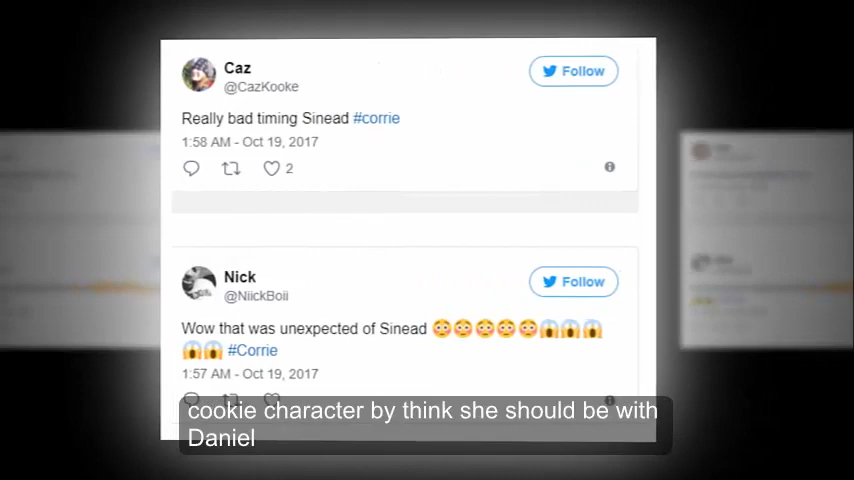 Caz
@CazKooke
Follow
Really bad timing Sinead #corrie
1:58 AM - Oct 19, 2017
2
Nick
@NiickBoii
Follow
Wow that was unexpected of Sinead 😳😳😳😳😳😱😱😱
😱😱 #Corrie
1:57 AM - Oct 19, 2017
cookie character by think she should be with
Daniel